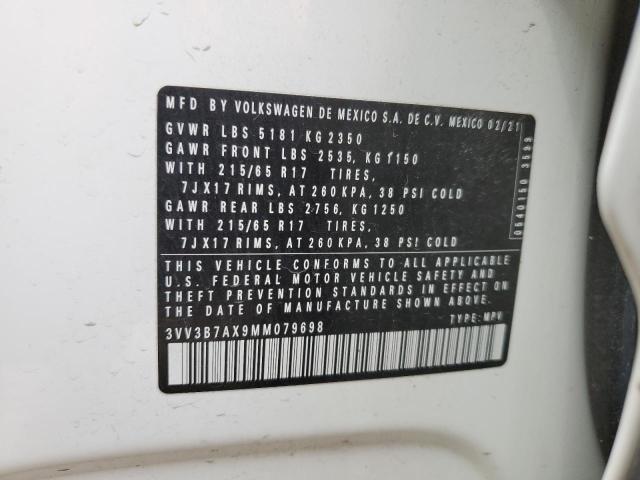 MFD BY VOLKSWAGEN DE MEXICO S.A. DE C.V. MEXICO 02/21
GVWR LBS 5181 KG 2350
GAWR FRONT LBS 2535, KG 1150
WITH 215/65 R17 TIRES,
7JX17 RIMS, AT 260 KPA, 38 PSI COLD
GAWR REAR LBS 2756, KG 1250
WITH 215/65 R17 TIRES,
7JX17 RIMS, AT 260 KPA, 38 PSI COLD
THIS VEHICLE CONFORMS TO ALL APPLICABLE
U.S. FEDERAL MOTOR VEHICLE SAFETY AND
THEFT PREVENTION STANDARDS IN EFFECT ON
THE DATE OF MANUFACTURE SHOWN ABOVE.
3VV3B7AX9MM079698 TYPE: MPV
0540150 3599